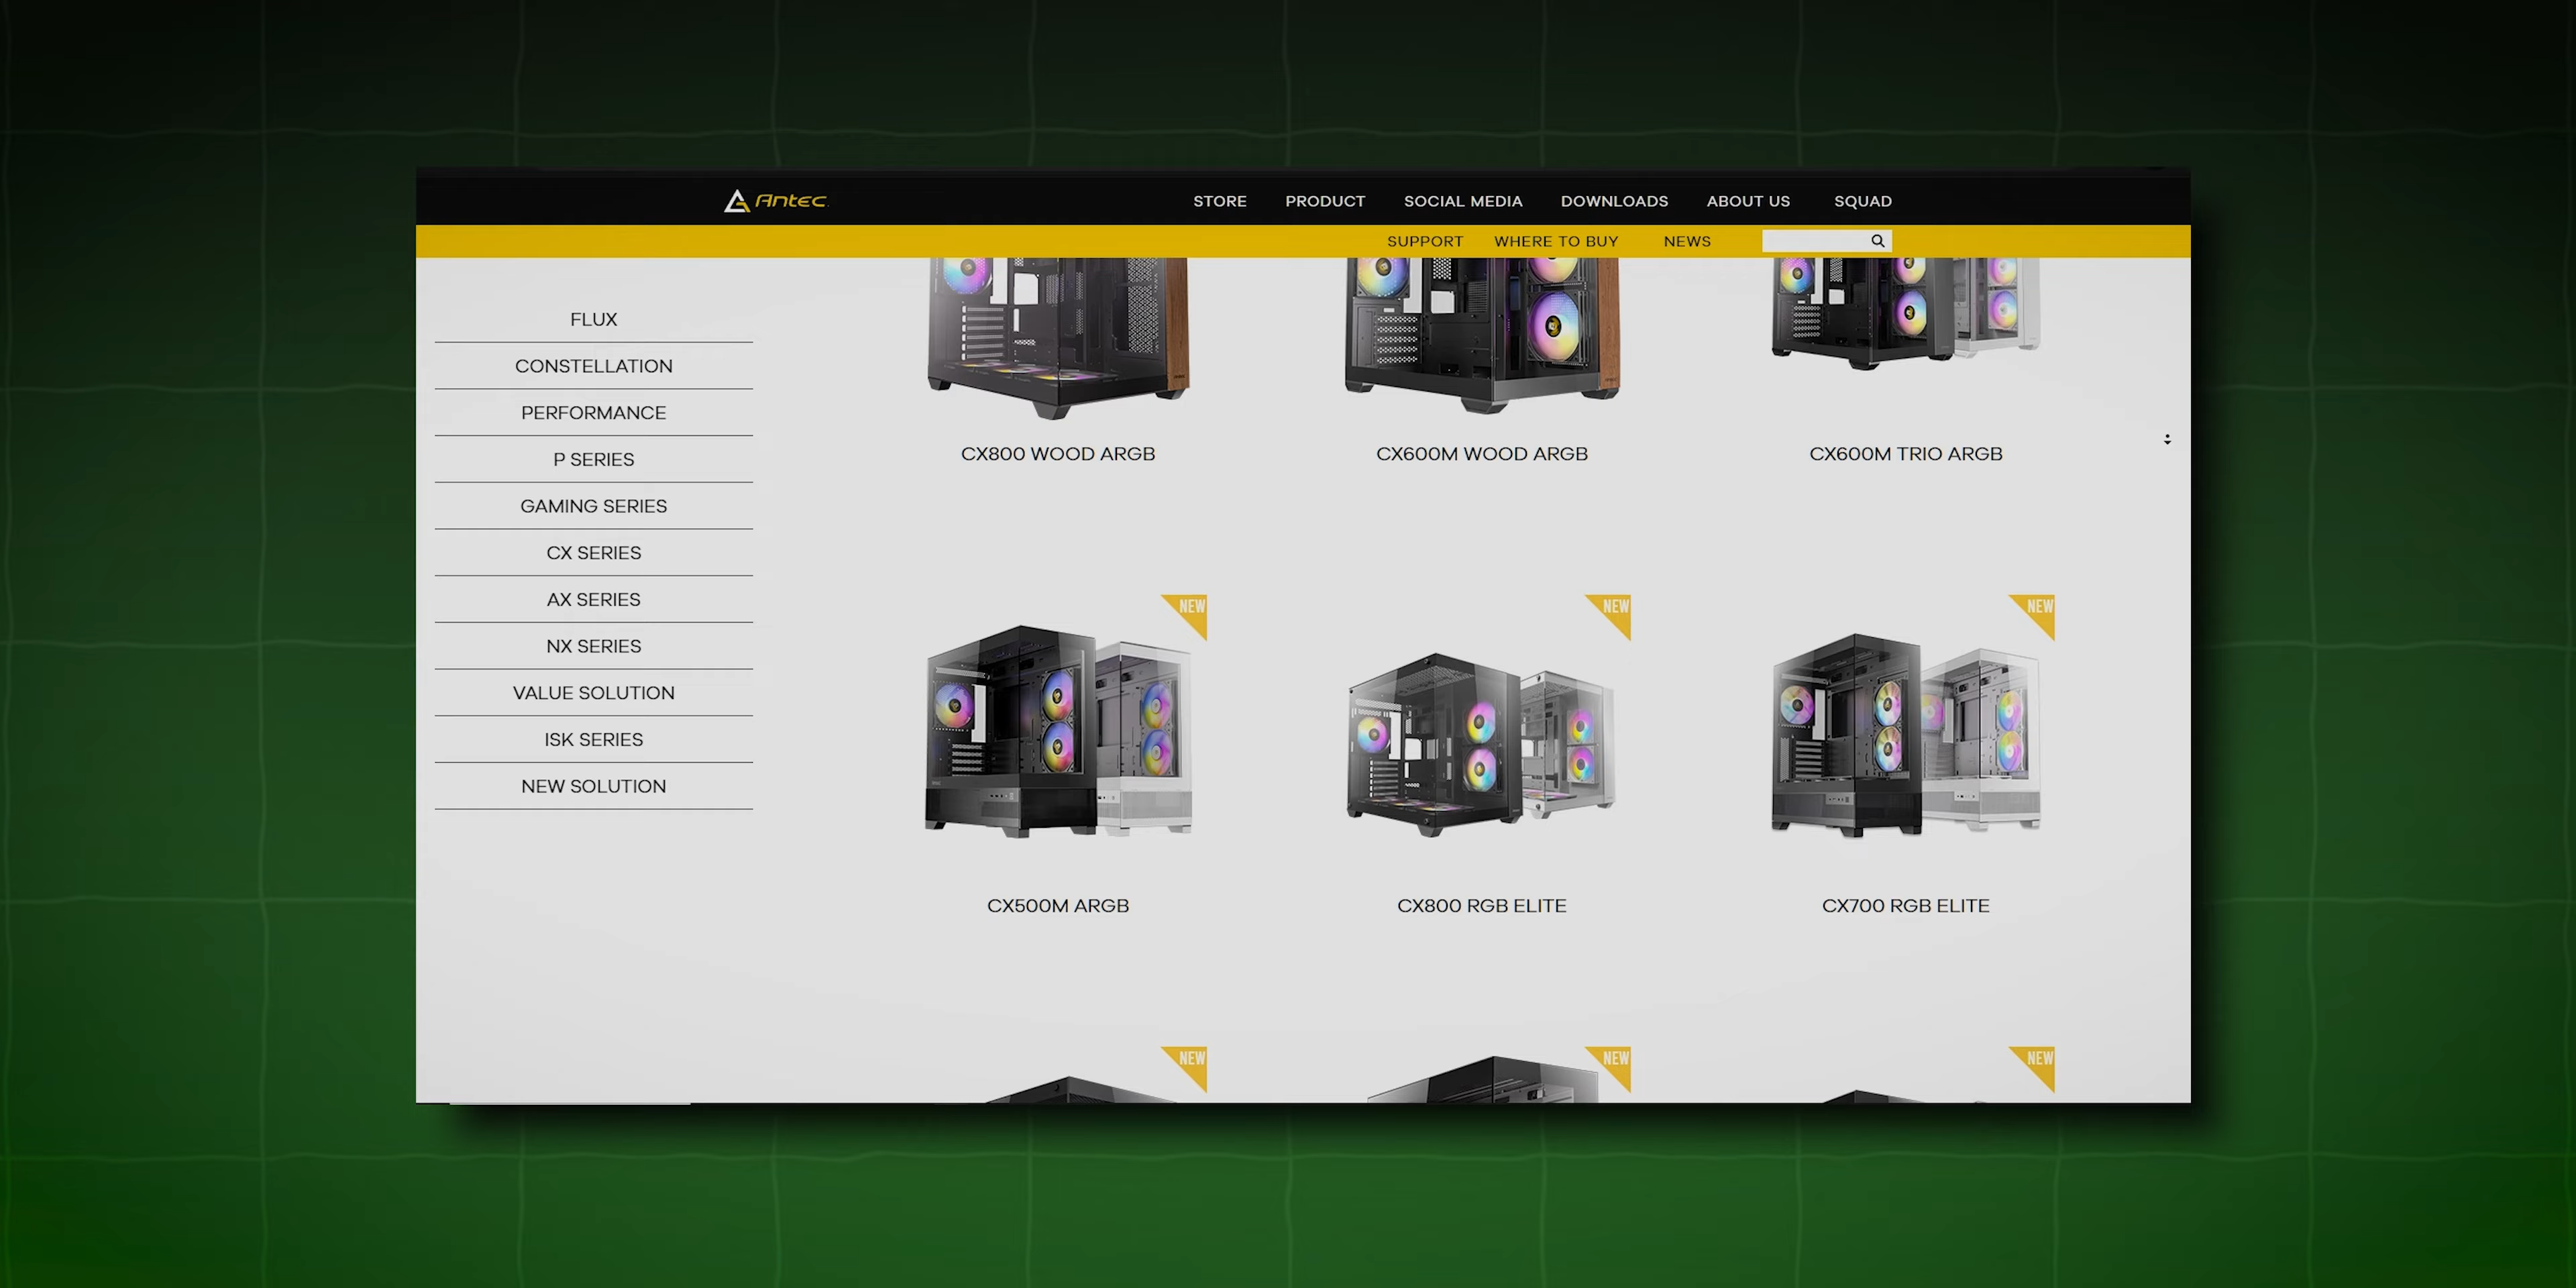 Antec
STORE PRODUCT SOCIAL MEDIA DOWNLOADS ABOUT US SQUAD
SUPPORT WHERE TO BUY NEWS
FLUX
CONSTELLATION
PERFORMANCE
P SERIES
GAMING SERIES
CX SERIES
AX SERIES
NX SERIES
VALUE SOLUTION
ISK SERIES
NEW SOLUTION
CX800 WOOD ARGB CX600M WOOD ARGB CX600M TRIO ARGB
NEW NEW NEW
CX500M ARGB CX800 RGB ELITE CX700 RGB ELITE
NEW NEW NEW